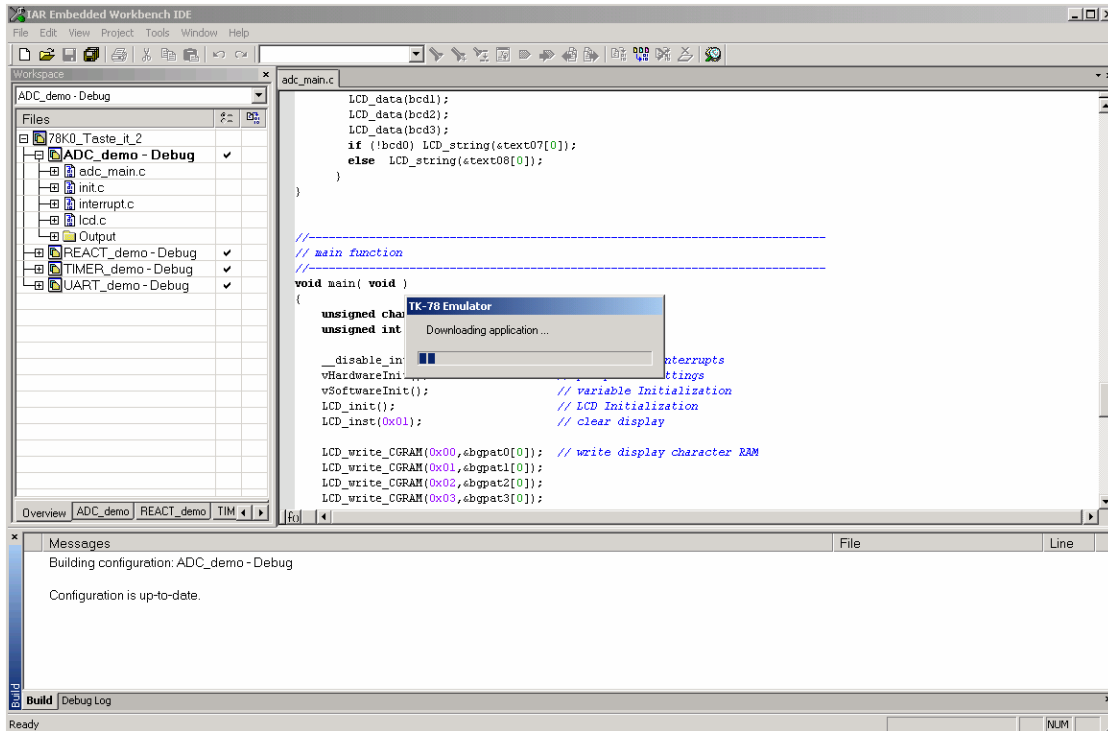 IAR Embedded Workbench IDE
File Edit View Project Tools Window Help
Workspace
ADC_demo - Debug
Files
78K0_Taste_it_2
ADC_demo - Debug
adc_main.c
init.c
interrupt.c
lcd.c
Output
REACT_demo - Debug
TIMER_demo - Debug
UART_demo - Debug
Overview ADC_demo REACT_demo TIM
adc_main.c
LCD_data(bcd1);
LCD_data(bcd2);
LCD_data(bcd3);
if (!bcd0) LCD_string(&text07[0]);
else LCD_string(&text08[0]);
}
}
//-----------------------------------------------------------------------------
// main function
//-----------------------------------------------------------------------------
void main( void )
{
unsigned cha
unsigned int
__disable_in nterrupts
vHardwareInit ttings
vSoftwareInit(); // variable Initialization
LCD_init(); // LCD Initialization
LCD_inst(0x01); // clear display
LCD_write_CGRAM(0x00,&bgpat0[0]); // write display character RAM
LCD_write_CGRAM(0x01,&bgpat1[0]);
LCD_write_CGRAM(0x02,&bgpat2[0]);
LCD_write_CGRAM(0x03,&bgpat3[0]);
TK-78 Emulator
Downloading application ...
Messages File Line
Building configuration: ADC_demo - Debug
Configuration is up-to-date.
Build
Build Debug Log
Ready NUM